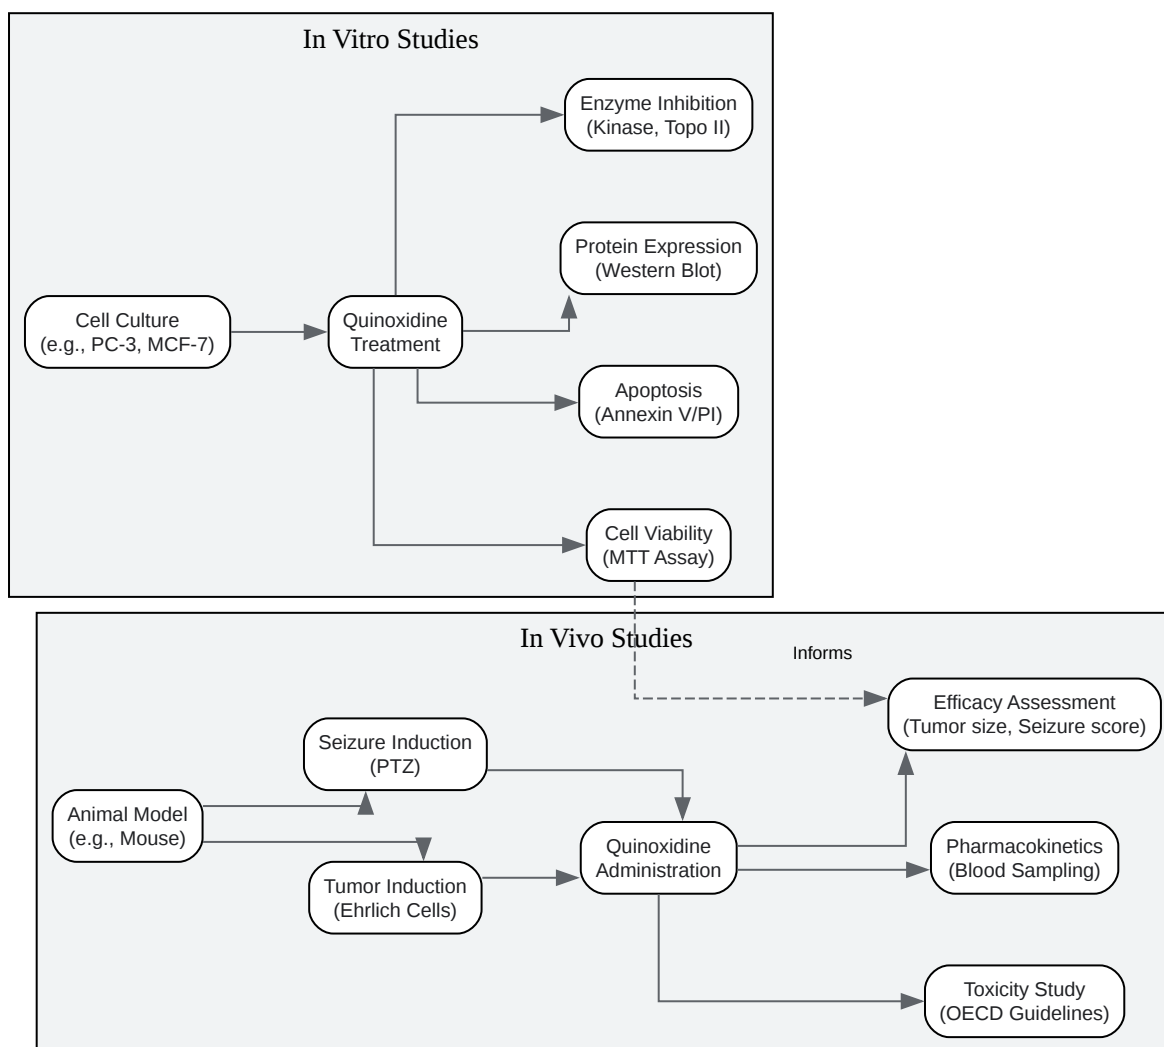 In Vitro Studies
Enzyme Inhibition
(Kinase, Topo II)
Protein Expression
(Western Blot)
Cell Culture
(e.g., PC-3, MCF-7)
Quinoxidine
Treatment
Apoptosis
(Annexin V/PI)
Cell Viability
(MTT Assay)
In Vivo Studies
Informs
Efficacy Assessment
(Tumor size, Seizure score)
Seizure Induction
(PTZ)
Animal Model
(e.g., Mouse)
Quinoxidine
Administration
Pharmacokinetics
(Blood Sampling)
Tumor Induction
(Ehrlich Cells)
Toxicity Study
(OECD Guidelines)